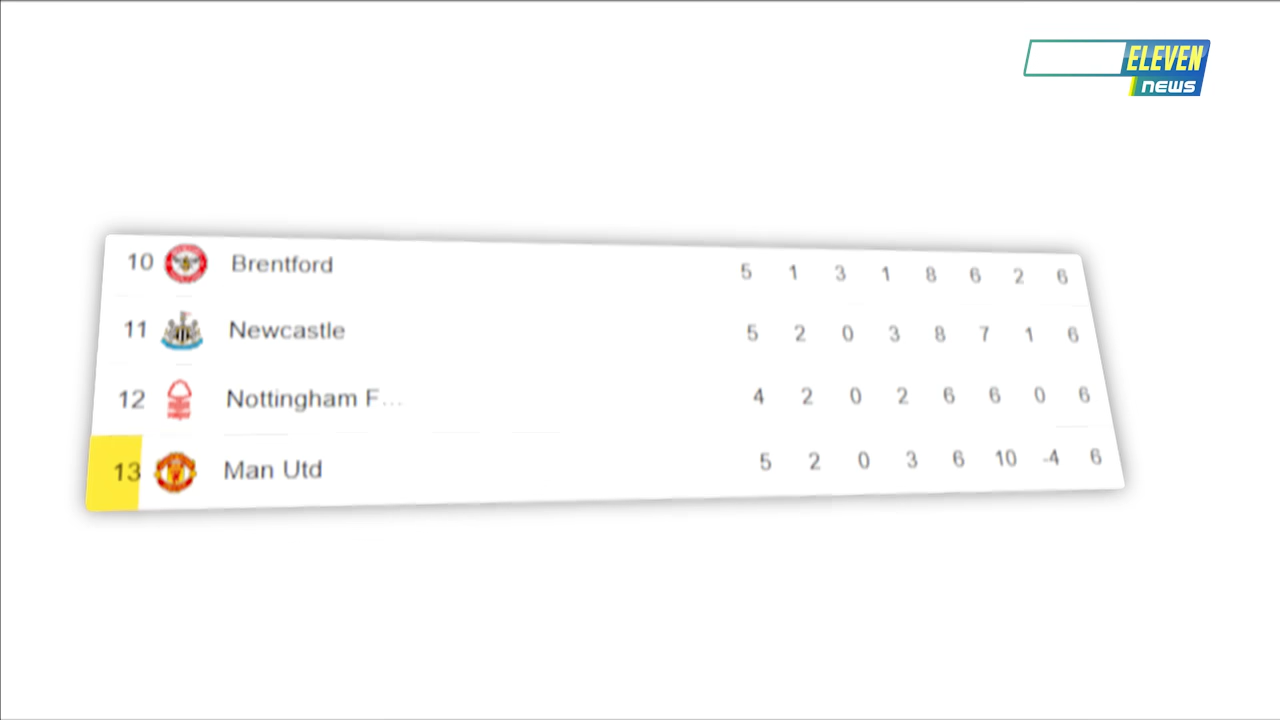 ELEVEN
news
10 Brentford 5 1 3 1 8 6 2 6
11 Newcastle 5 2 0 3 8 7 1 6
12 Nottingham F... 4 2 0 2 6 6 0 6
13 Man Utd 5 2 0 3 6 10 -4 6